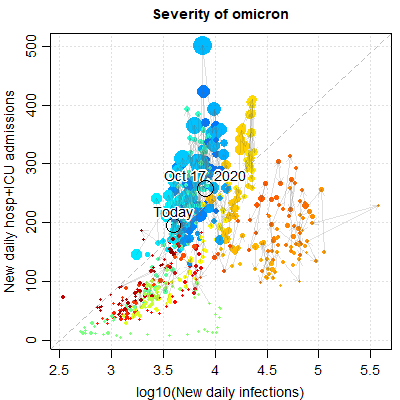 Severity of omicron
New daily hosp+ICU admissions
500
400
300
200
100
0
Oct 17, 2020
Today
2.5 3 3.5 4 4.5 5 5.5
log10(New daily infections)